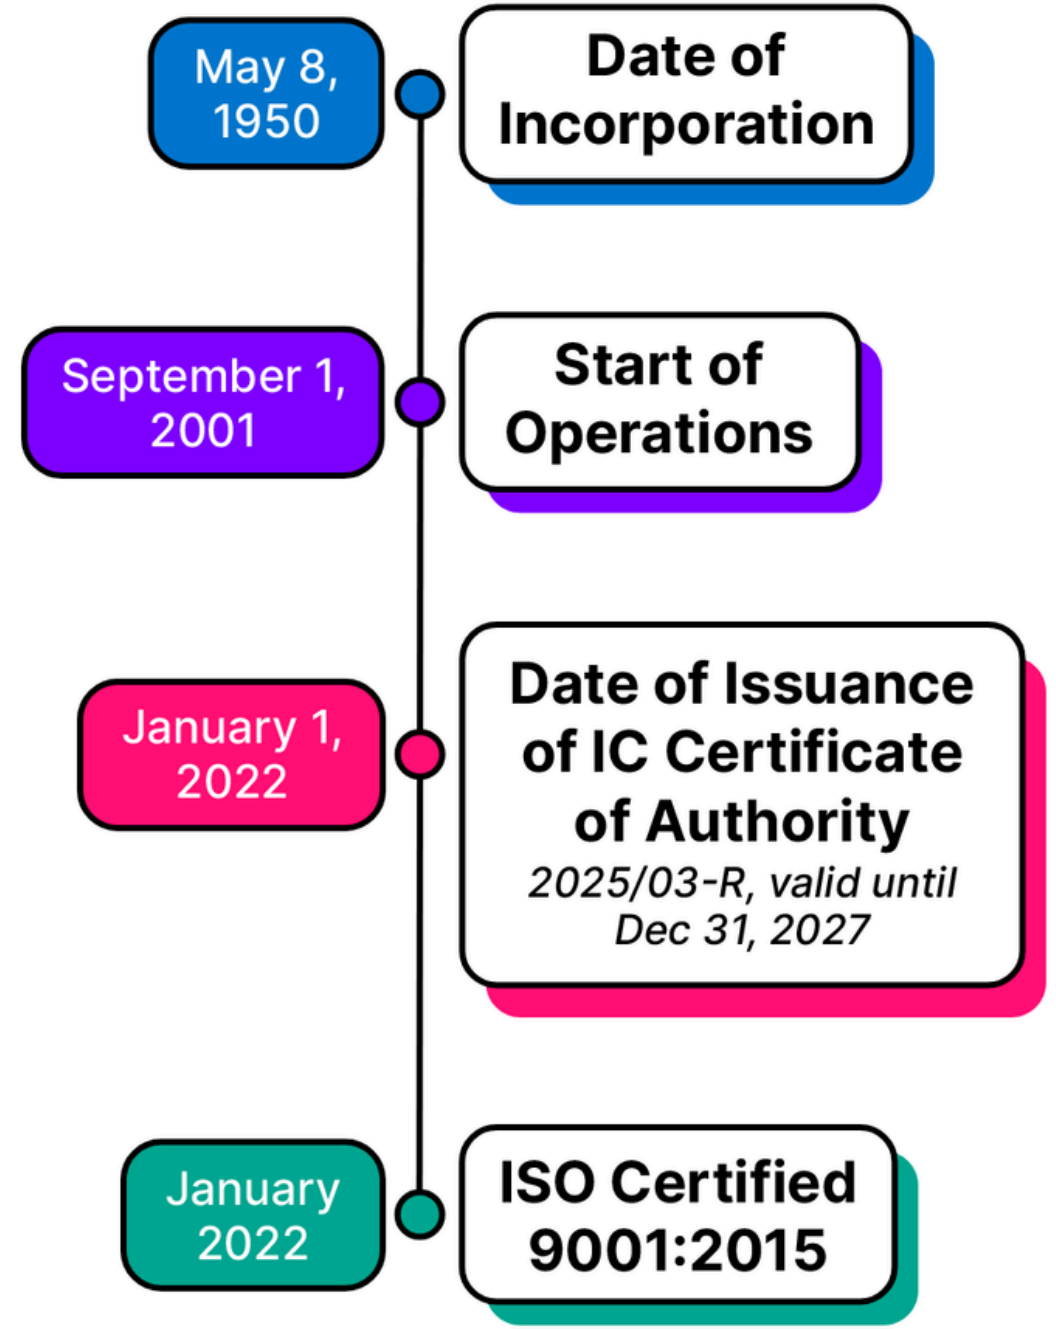 May 8,
1950
Date of
Incorporation
September 1,
2001
Start of
Operations
January 1,
2022
Date of Issuance
of IC Certificate
of Authority
2025/03-R, valid until
Dec 31, 2027
January
2022
ISO Certified
9001:2015